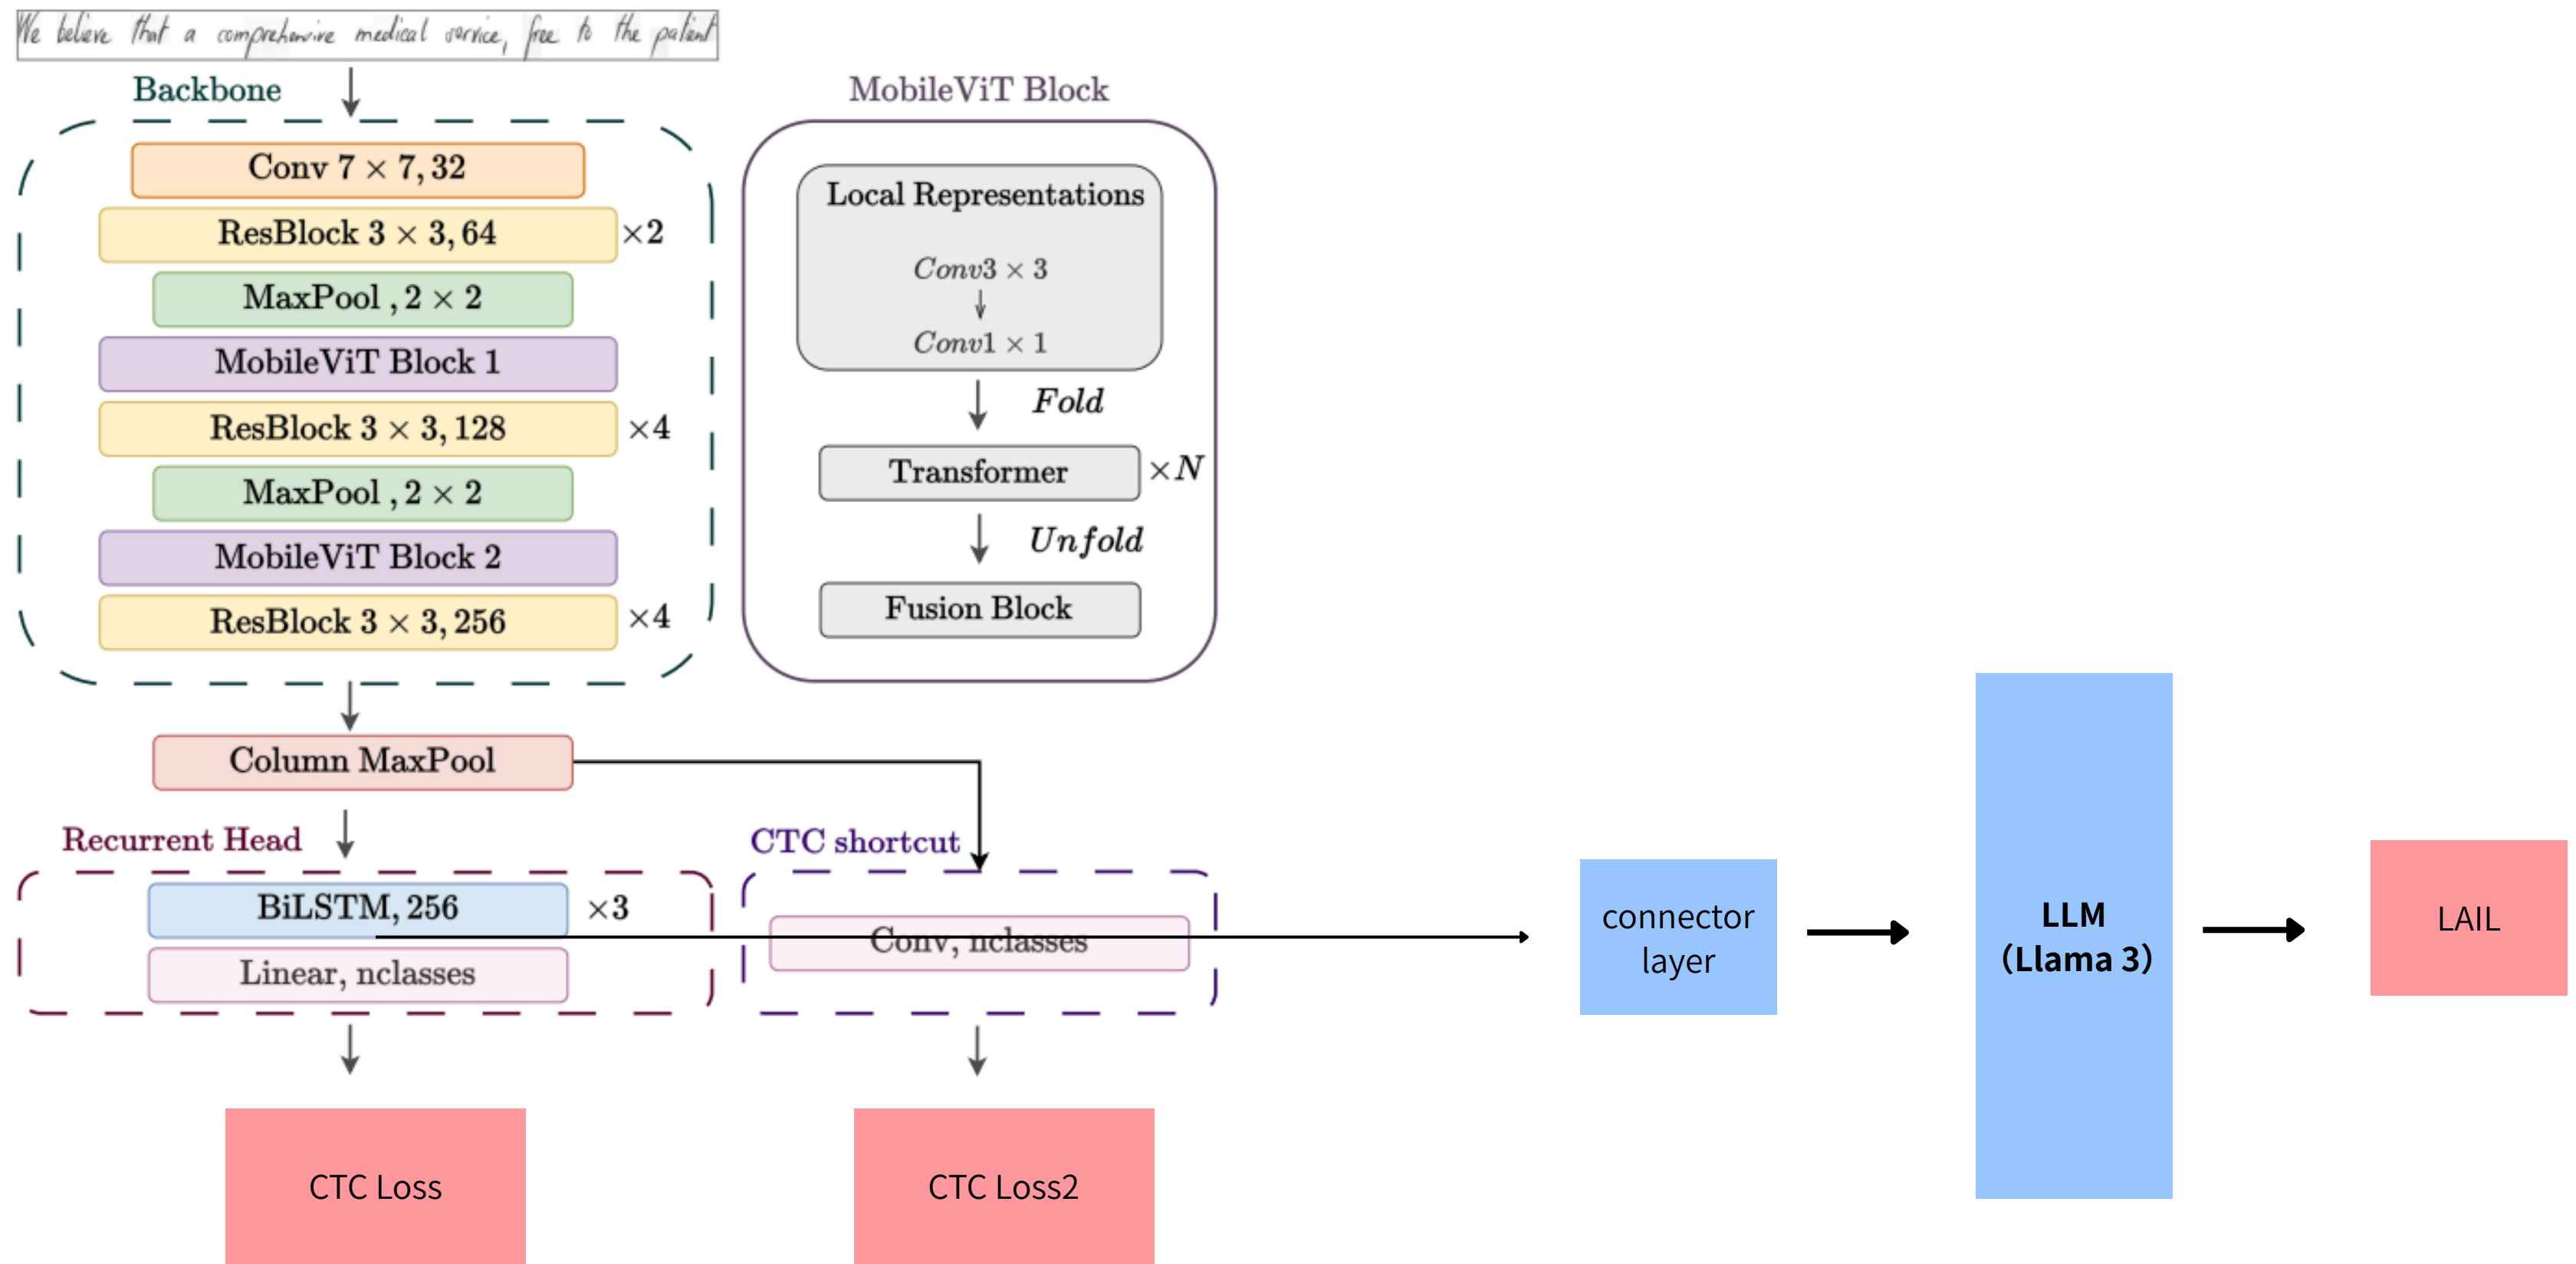 We believe that a comprehensive medical service, free to the patient
Backbone
Conv 7 × 7, 32
ResBlock 3 × 3, 64 ×2
MaxPool , 2 × 2
MobileViT Block 1
ResBlock 3 × 3, 128 ×4
MaxPool , 2 × 2
MobileViT Block 2
ResBlock 3 × 3, 256 ×4
MobileViT Block
Local Representations
Conv3 × 3
Conv1 × 1
Fold
Transformer ×N
Unfold
Fusion Block
Column MaxPool
Recurrent Head
BiLSTM, 256 ×3
Linear, nclasses
CTC shortcut
Conv, nclasses
CTC Loss
CTC Loss2
connector
layer
LLM
(Llama 3)
LAIL